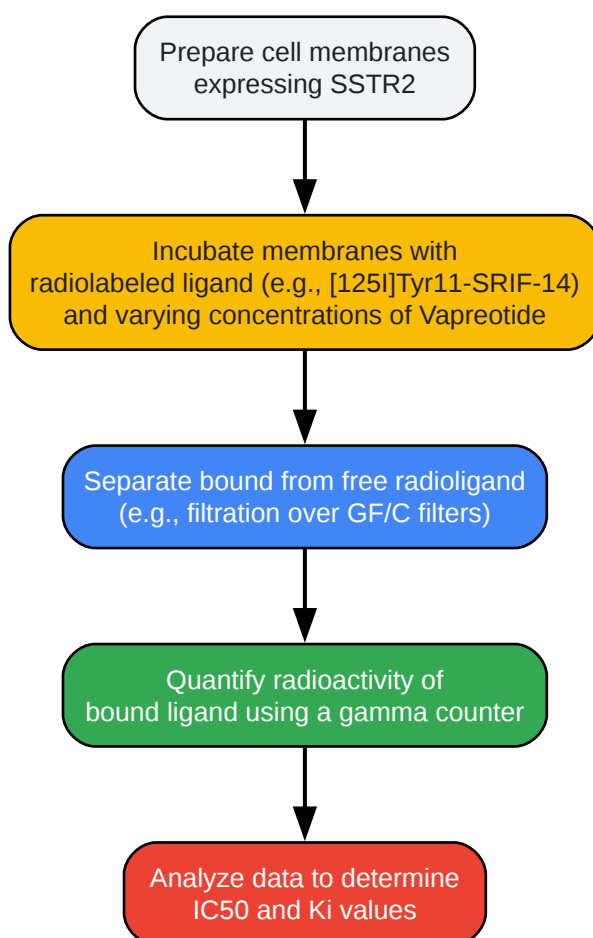 Prepare cell membranes
expressing SSTR2
Incubate membranes with
radiolabeled ligand (e.g., [125I]Tyr11-SRIF-14)
and varying concentrations of Vapreotide
Separate bound from free radioligand
(e.g., filtration over GF/C filters)
Quantify radioactivity of
bound ligand using a gamma counter
Analyze data to determine
IC50 and Ki values